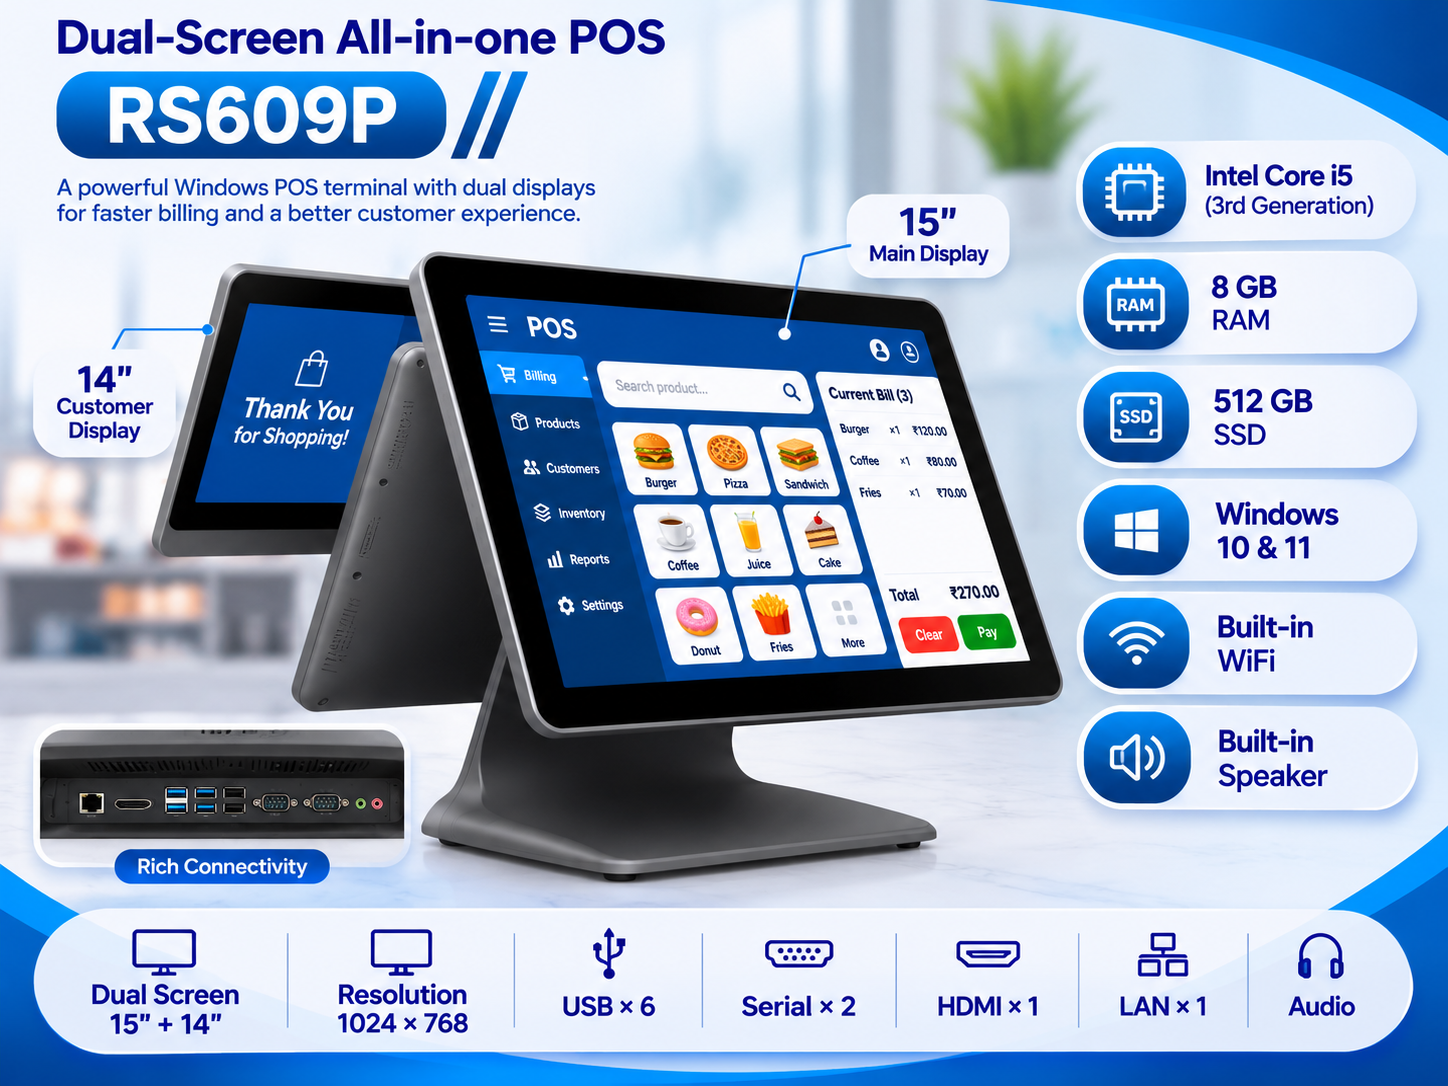 Dual-Screen All-in-one POS
RS609P
A powerful Windows POS terminal with dual displays
for faster billing and a better customer experience.
15”
Main Display
14”
Customer
Display
Thank You
for Shopping!
POS
Billing
Products
Customers
Inventory
Reports
Settings
Search product...
Burger
Pizza
Sandwich
Coffee
Juice
Cake
Donut
Fries
More
Current Bill (3)
Burger x1 ₹120.00
Coffee x1 ₹80.00
Fries x1 ₹70.00
Total ₹270.00
Clear
Pay
Intel Core i5
(3rd Generation)
RAM
8 GB
RAM
SSD
512 GB
SSD
Windows
10 & 11
Built-in
WiFi
Built-in
Speaker
Rich Connectivity
Dual Screen
15” + 14”
Resolution
1024 × 768
USB × 6
Serial × 2
HDMI × 1
LAN × 1
Audio